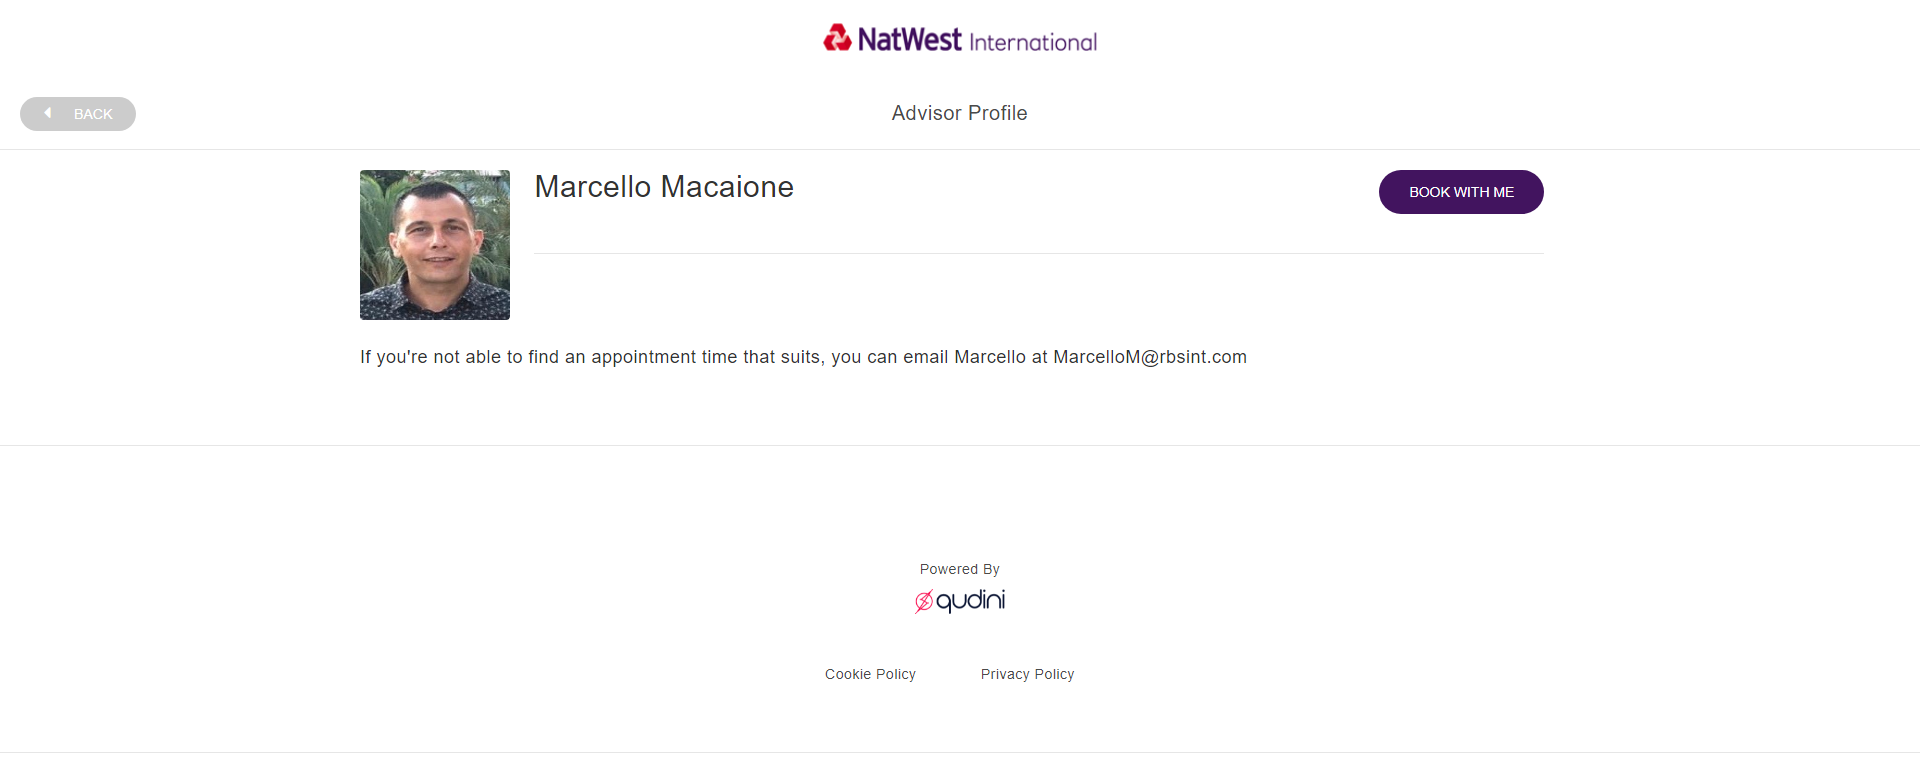 NatWest International
BACK
Advisor Profile
Marcello Macaione
BOOK WITH ME
If you're not able to find an appointment time that suits, you can email Marcello at MarcelloM@rbsint.com
Powered By
qudini
Cookie Policy
Privacy Policy